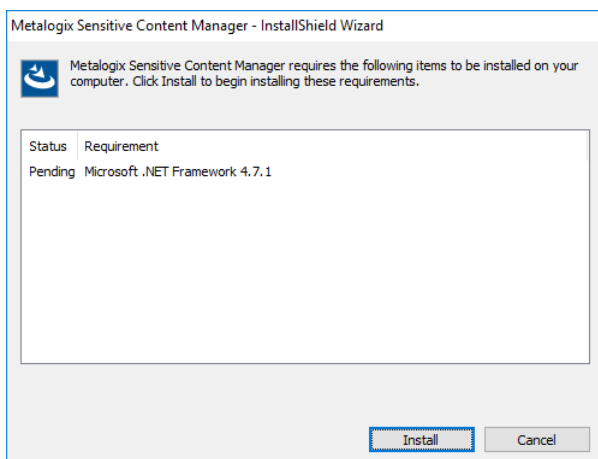 Metalogix Sensitive Content Manager - InstallShield Wizard
Metalogix Sensitive Content Manager requires the following items to be installed on your
computer. Click Install to begin installing these requirements.
Status Requirement
Pending Microsoft .NET Framework 4.7.1
Install Cancel